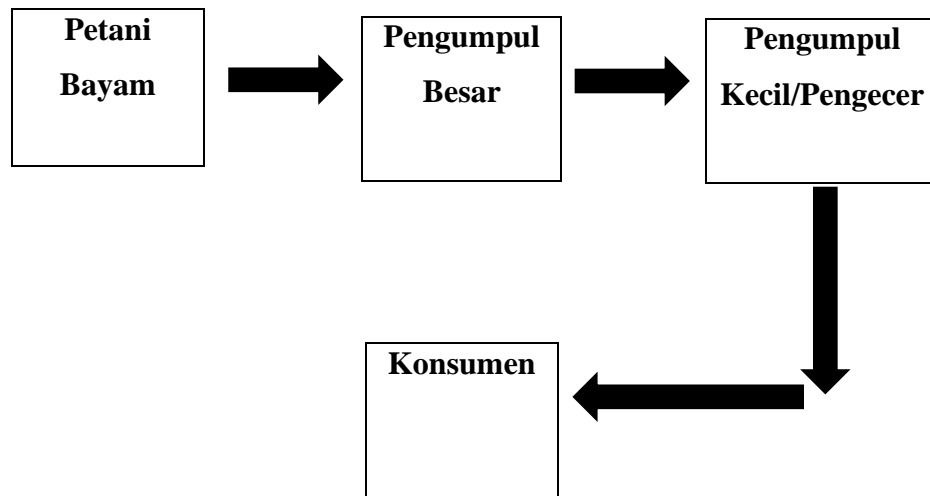 Petani
Bayam
Pengumpul
Besar
Pengumpul
Kecil/Pengecer
Konsumen